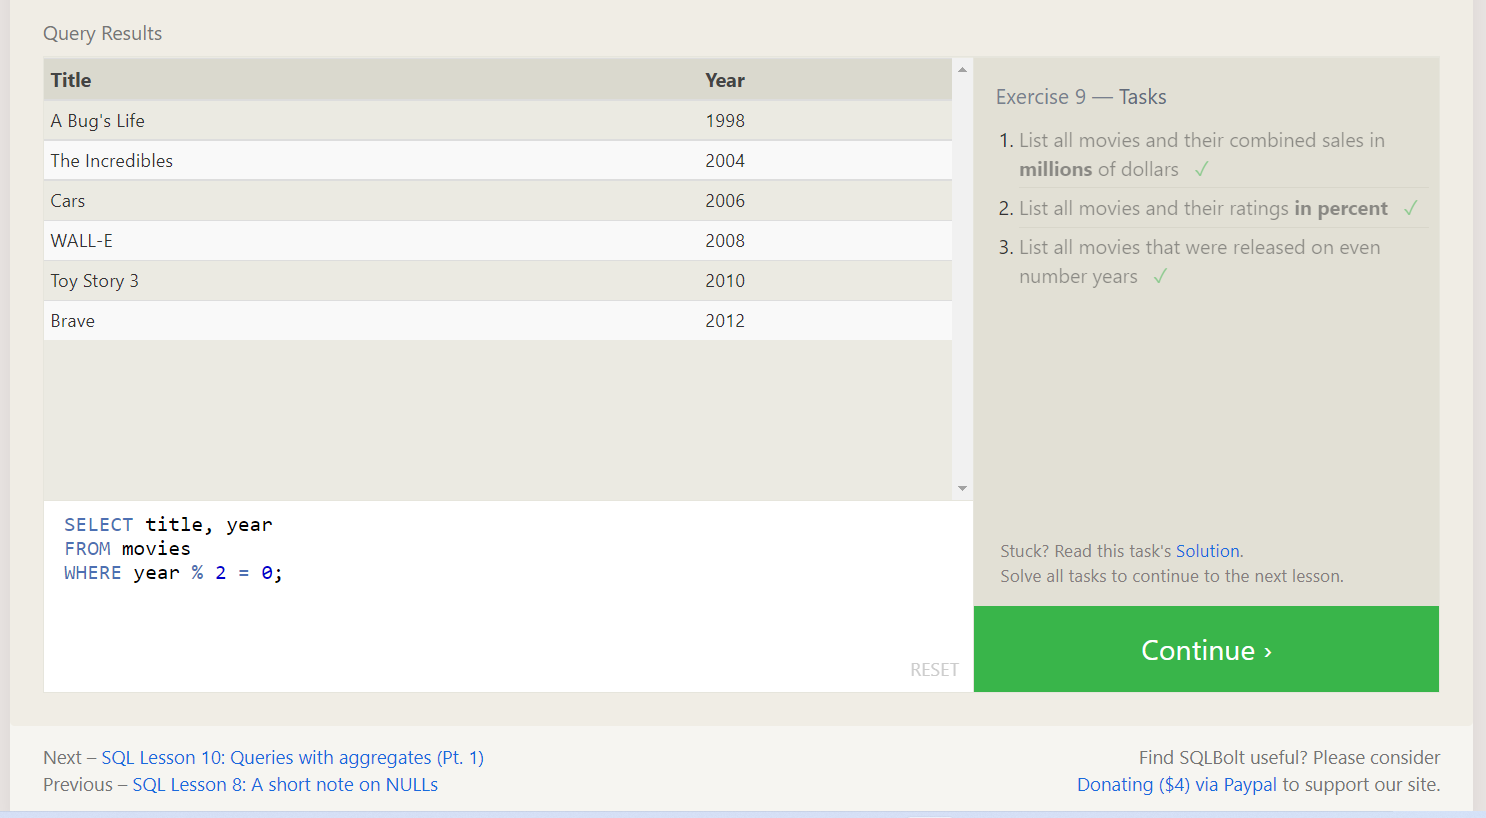 Query Results
Title Year
A Bug's Life 1998
The Incredibles 2004
Cars 2006
WALL-E 2008
Toy Story 3 2010
Brave 2012
SELECT title, year
FROM movies
WHERE year % 2 = 0;
RESET
Exercise 9 — Tasks
1. List all movies and their combined sales in
millions of dollars ✓
2. List all movies and their ratings in percent ✓
3. List all movies that were released on even
number years ✓
Stuck? Read this task's Solution.
Solve all tasks to continue to the next lesson.
Continue ›
Next – SQL Lesson 10: Queries with aggregates (Pt. 1)
Previous – SQL Lesson 8: A short note on NULLs
Find SQLBolt useful? Please consider
Donating ($4) via Paypal to support our site.